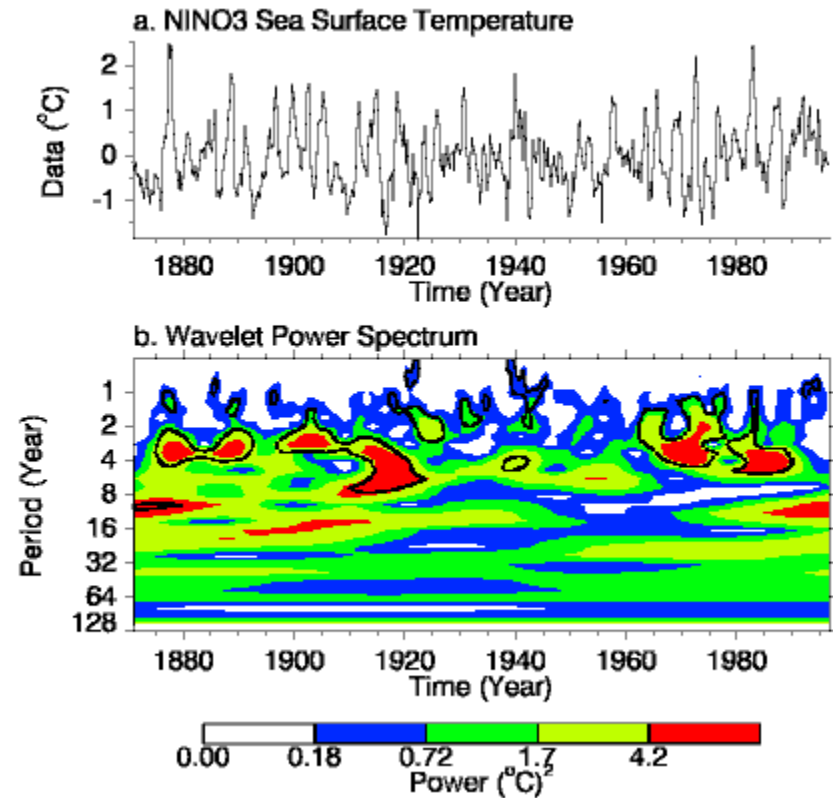 a. NINO3 Sea Surface Temperature
Data (°C)
2
1
0
-1
1880 1900 1920 1940 1960 1980
Time (Year)
b. Wavelet Power Spectrum
Period (Year)
1
2
4
8
16
32
64
128
1880 1900 1920 1940 1960 1980
Time (Year)
0.00 0.18 0.72 1.7 4.2
Power (°C)²